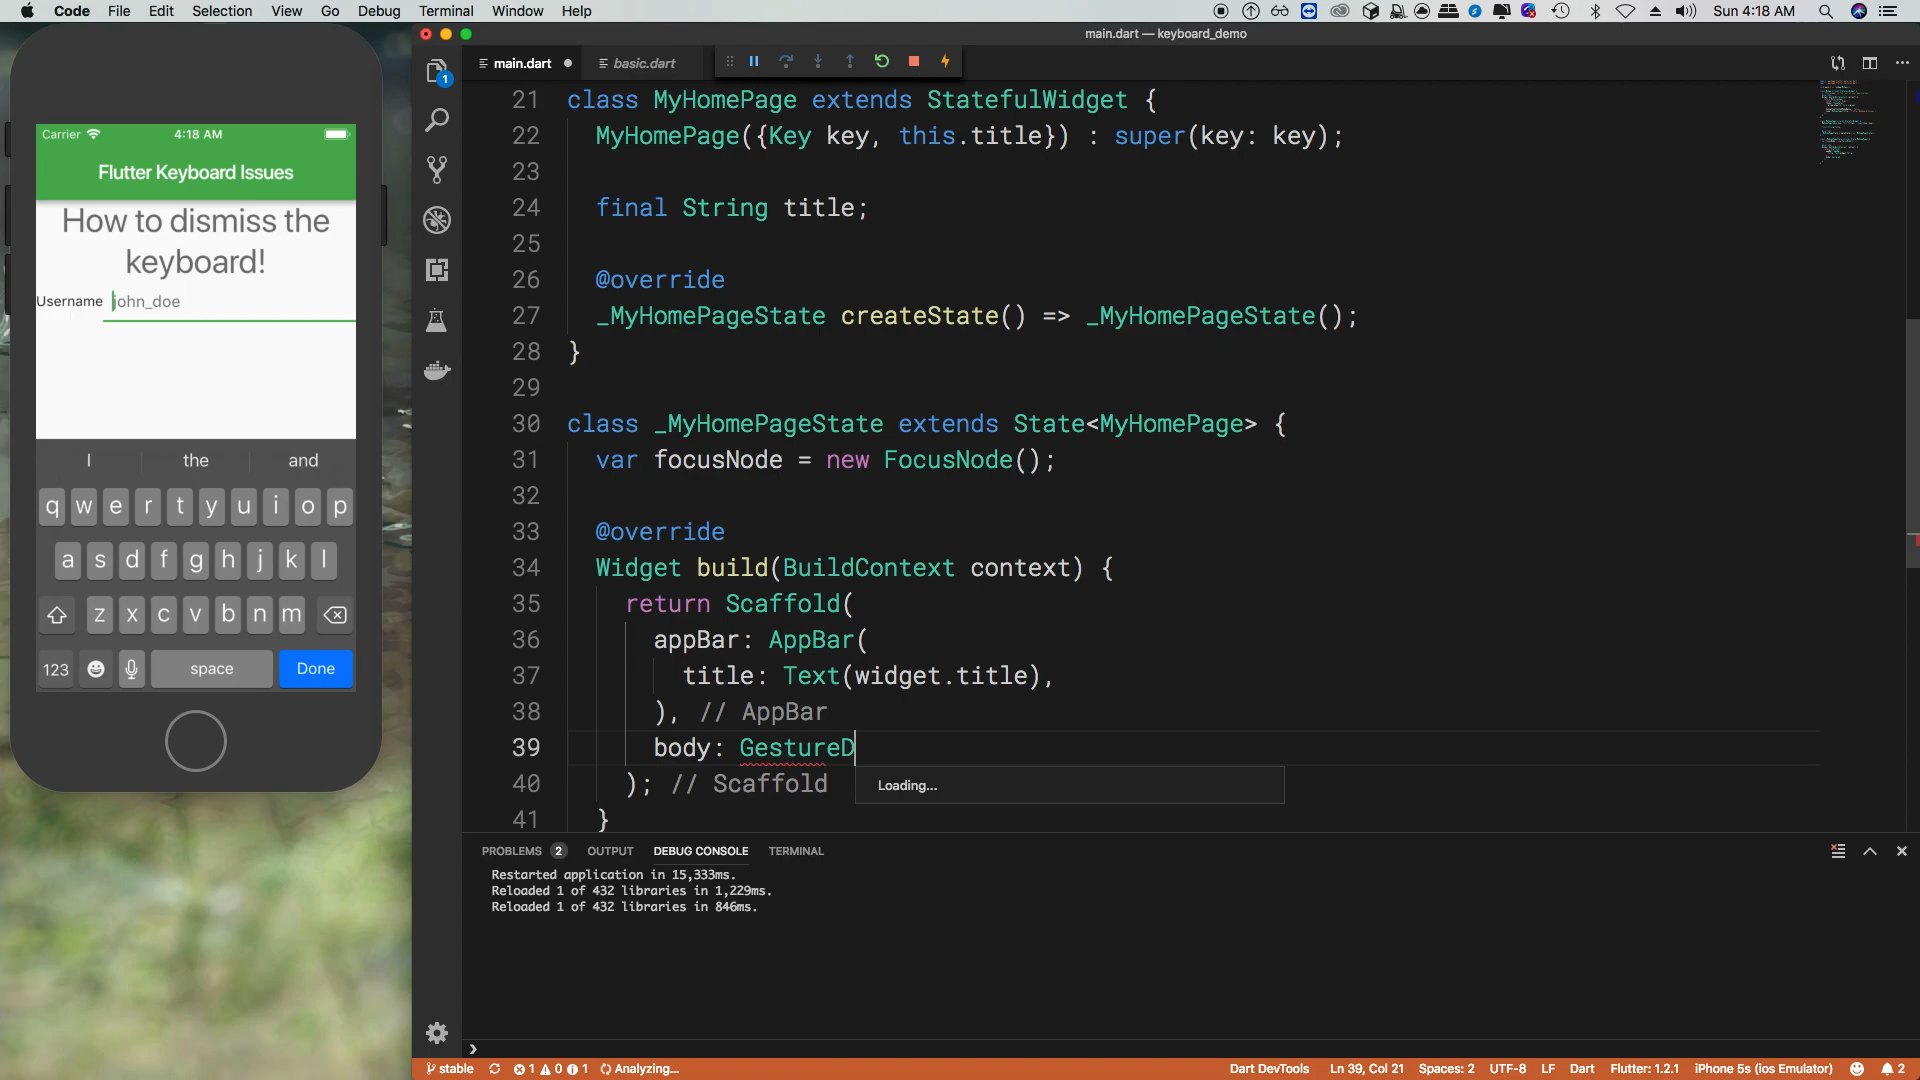 Code File Edit Selection View Go Debug Terminal Window Help
Sun 4:18 AM
main.dart — keyboard_demo
main.dart
basic.dart
1
Carrier 4:18 AM
Flutter Keyboard Issues
How to dismiss the
keyboard!
Username john_doe
I the and
q w e r t y u i o p
a s d f g h j k l
z x c v b n m
123 space Done
21 class MyHomePage extends StatefulWidget {
22 MyHomePage({Key key, this.title}) : super(key: key);
23
24 final String title;
25
26 @override
27 _MyHomePageState createState() => _MyHomePageState();
28 }
29
30 class _MyHomePageState extends State<MyHomePage> {
31 var focusNode = new FocusNode();
32
33 @override
34 Widget build(BuildContext context) {
35 return Scaffold(
36 appBar: AppBar(
37 title: Text(widget.title),
38 ), // AppBar
39 body: GestureD
40 ); // Scaffold
Loading...
41 }
PROBLEMS 2 OUTPUT DEBUG CONSOLE TERMINAL
Restarted application in 15,333ms.
Reloaded 1 of 432 libraries in 1,229ms.
Reloaded 1 of 432 libraries in 846ms.
stable 1 0 1 Analyzing... Dart DevTools Ln 39, Col 21 Spaces: 2 UTF-8 LF Dart Flutter: 1.2.1 iPhone 5s (ios Emulator) 2